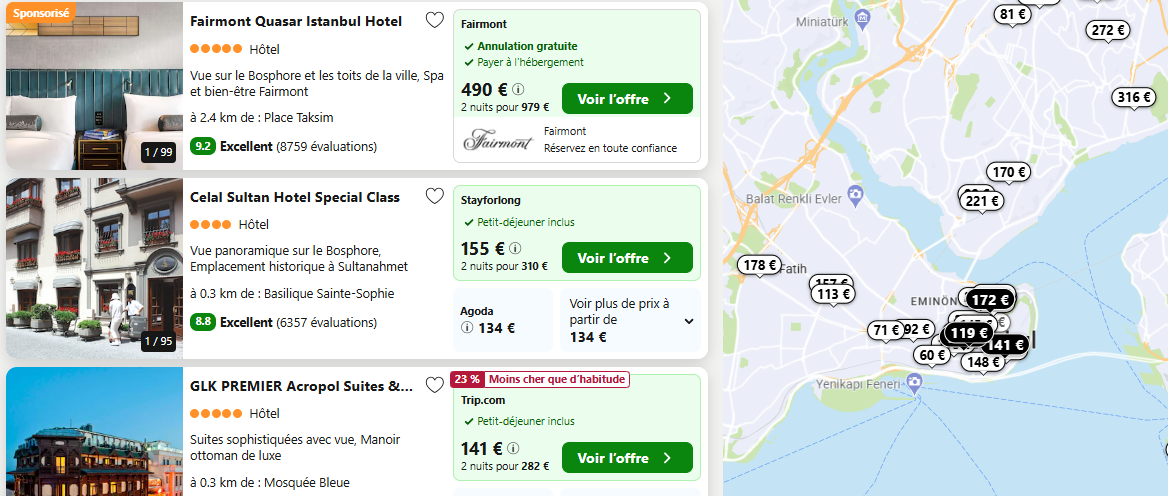 Sponsorisé
Fairmont Quasar Istanbul Hotel
Hôtel
Vue sur le Bosphore et les toits de la ville, Spa
et bien-être Fairmont
à 2.4 km de : Place Taksim
9.2 Excellent (8759 évaluations)
1 / 99
Fairmont
Annulation gratuite
Payer à l'hébergement
490 €
2 nuits pour 979 €
Voir l'offre
Fairmont
Fairmont
Réservez en toute confiance
Celal Sultan Hotel Special Class
Hôtel
Vue panoramique sur le Bosphore,
Emplacement historique à Sultanahmet
à 0.3 km de : Basilique Sainte-Sophie
8.8 Excellent (6357 évaluations)
1 / 95
Stayforlong
Petit-déjeuner inclus
155 €
2 nuits pour 310 €
Voir l'offre
Agoda
134 €
Voir plus de prix à
partir de
134 €
GLK PREMIER Acropol Suites &...
Hôtel
Suites sophistiquées avec vue, Manoir
ottoman de luxe
à 0.3 km de : Mosquée Bleue
23 % Moins cher que d'habitude
Trip.com
Petit-déjeuner inclus
141 €
2 nuits pour 282 €
Voir l'offre
Miniatürk
81 €
272 €
316 €
170 €
221 €
Balat Renkli Evler
178 €
Fatih
157 €
113 €
EMINÖN
172 €
71 €
92 €
119 €
141 €
60 €
148 €
Yenikapi Feneri